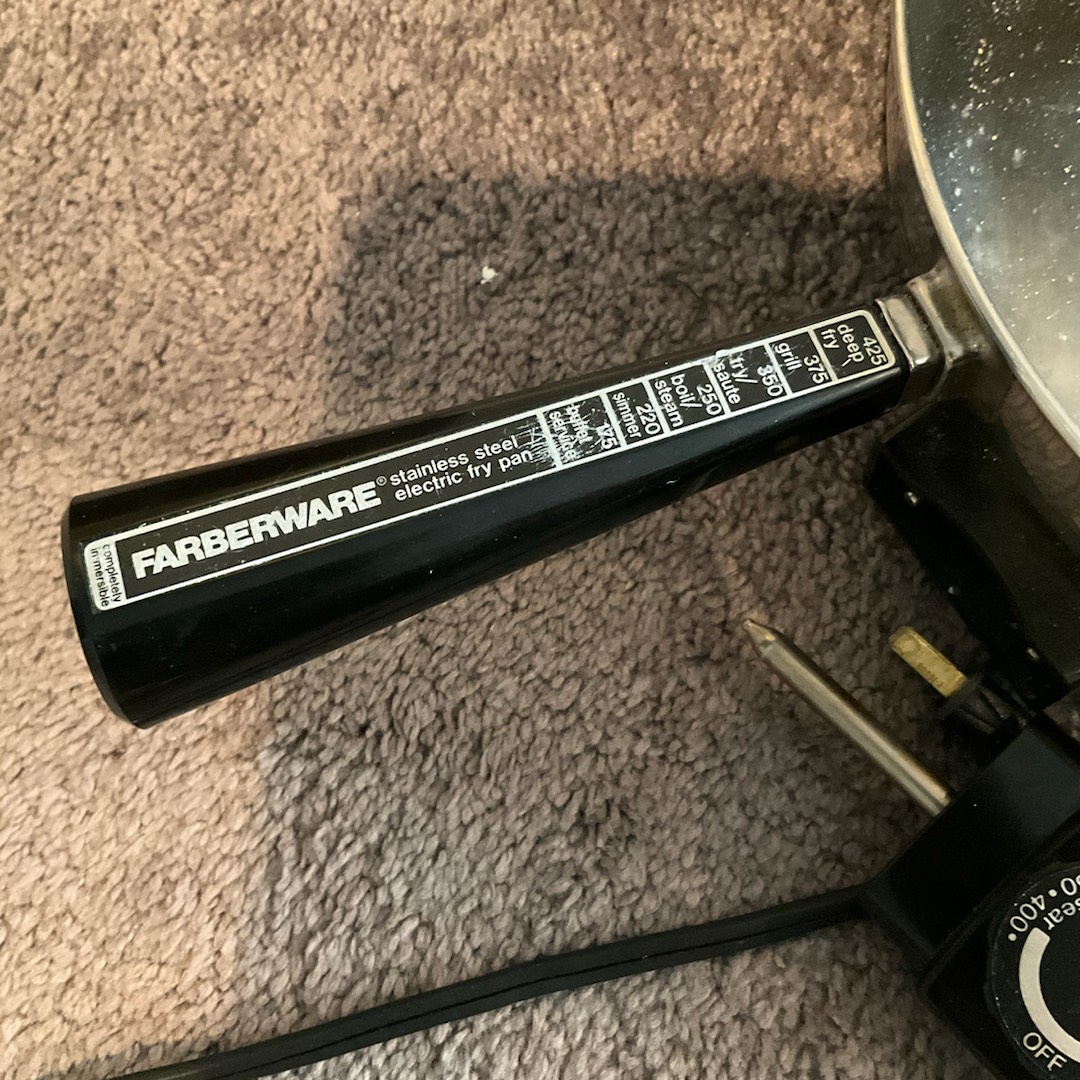 completely
immersible
FARBERWARE®
stainless steel
electric fry pan
buffet
service
175
simmer
220
boil/
steam
250
fry/
saute
350
grill
375
deep
fry
425
sear
400•
OFF